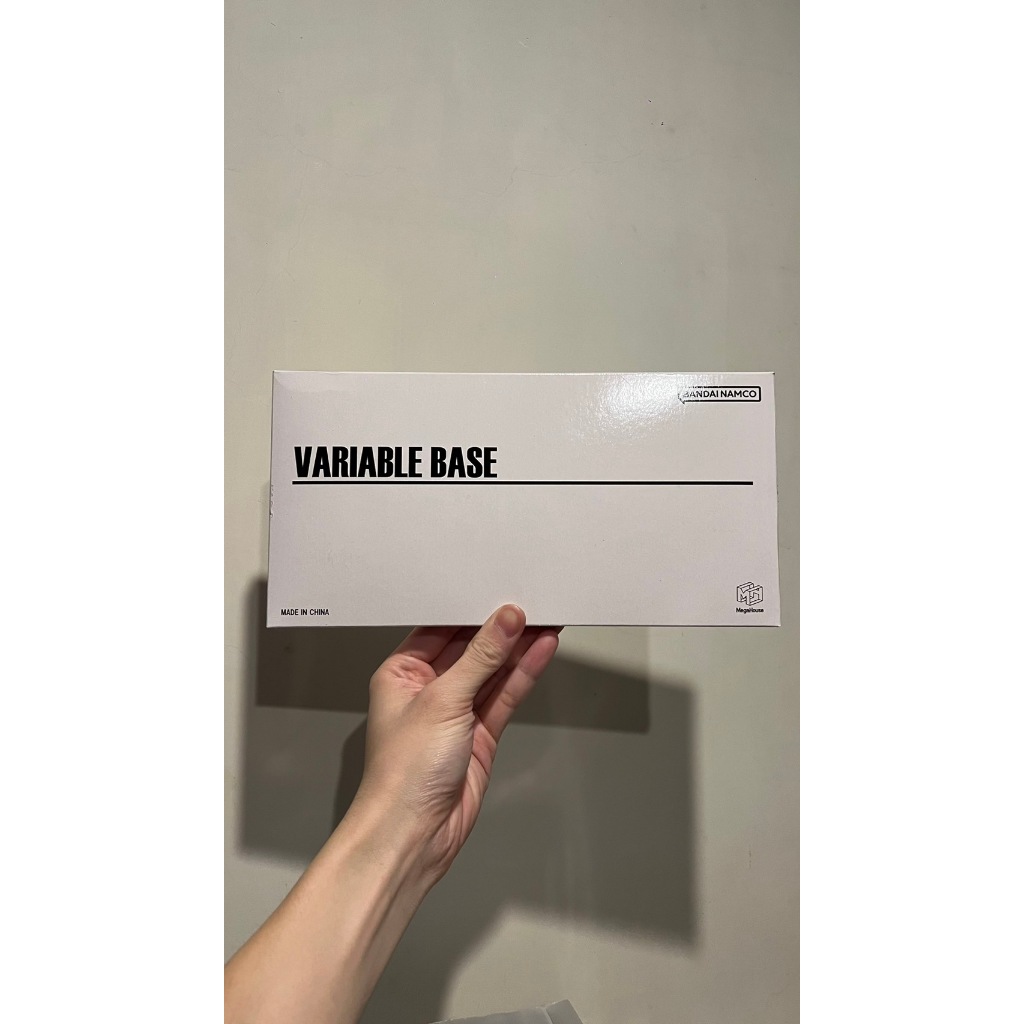 BANDAI NAMCO
VARIABLE BASE
MADE IN CHINA
MegaHouse